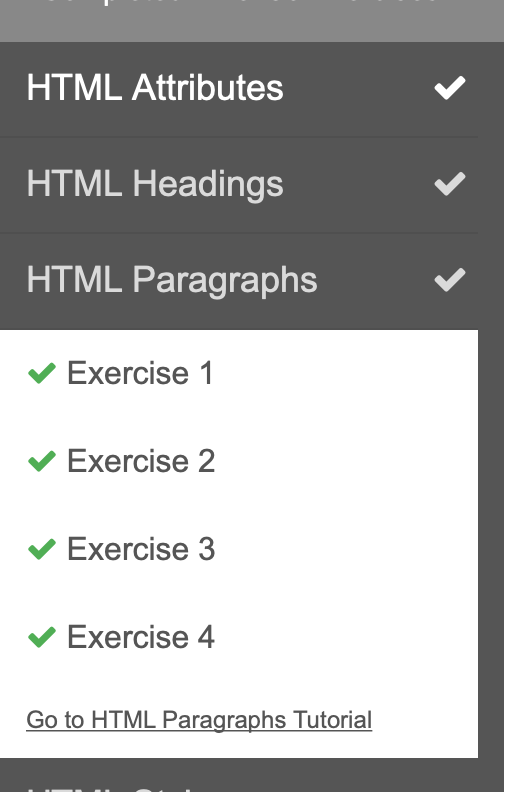 HTML Attributes
HTML Headings
HTML Paragraphs
Exercise 1
Exercise 2
Exercise 3
Exercise 4
Go to HTML Paragraphs Tutorial
HTML